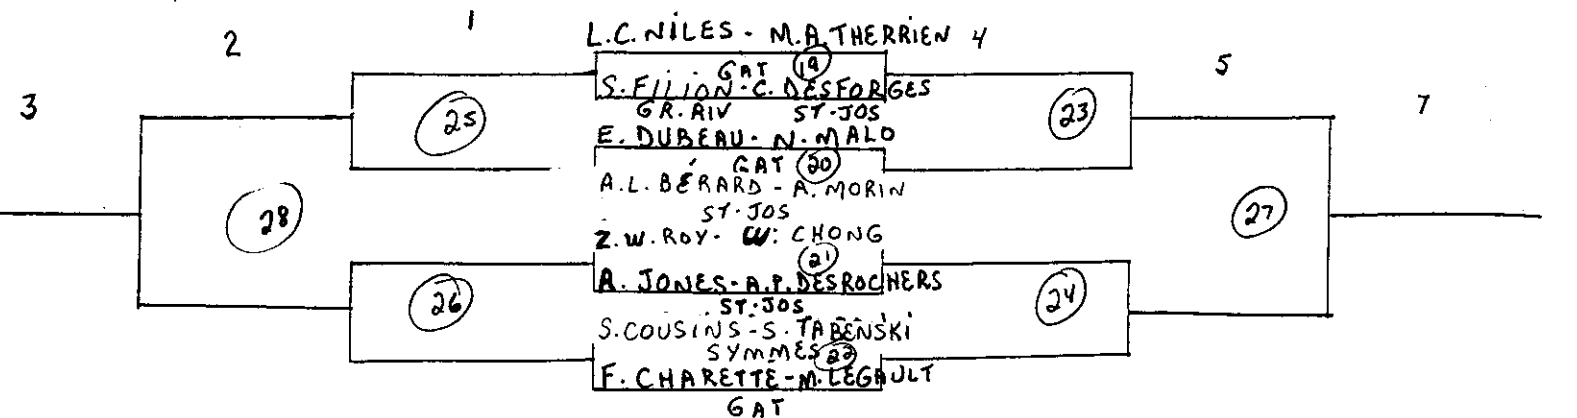 3
2
1
L.C. NILES - M.A. THERRIEN
4
5
7
GAT 19
S. FILION - C. DESFORGES
GR. RIV ST-JOS
25
23
E. DUBEAU - N. MALO
GAT 20
A.L. BÉRARD - A. MORIN
ST-JOS
28
27
Z.W. ROY - W. CHONG
21
A. JONES - A.P. DESROCHERS
ST-JOS
26
24
S. COUSINS - S. TABENSKI
SYMMES 22
F. CHARETTE - M. LEGAULT
GAT